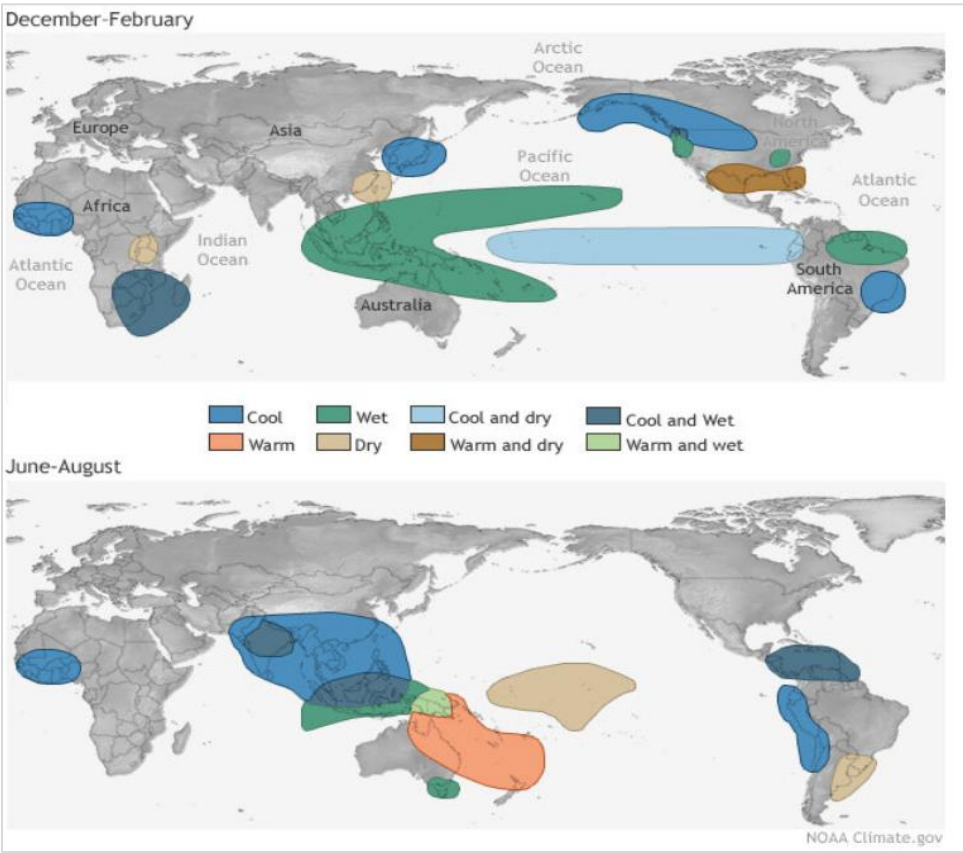 December-February
Arctic
Ocean
Europe
Asia
North
America
Pacific
Ocean
Atlantic
Ocean
Africa
Indian
Ocean
Atlantic
Ocean
South
America
Australia
Cool
Wet
Cool and dry
Cool and Wet
Warm
Dry
Warm and dry
Warm and wet
June-August
NOAA Climate.gov